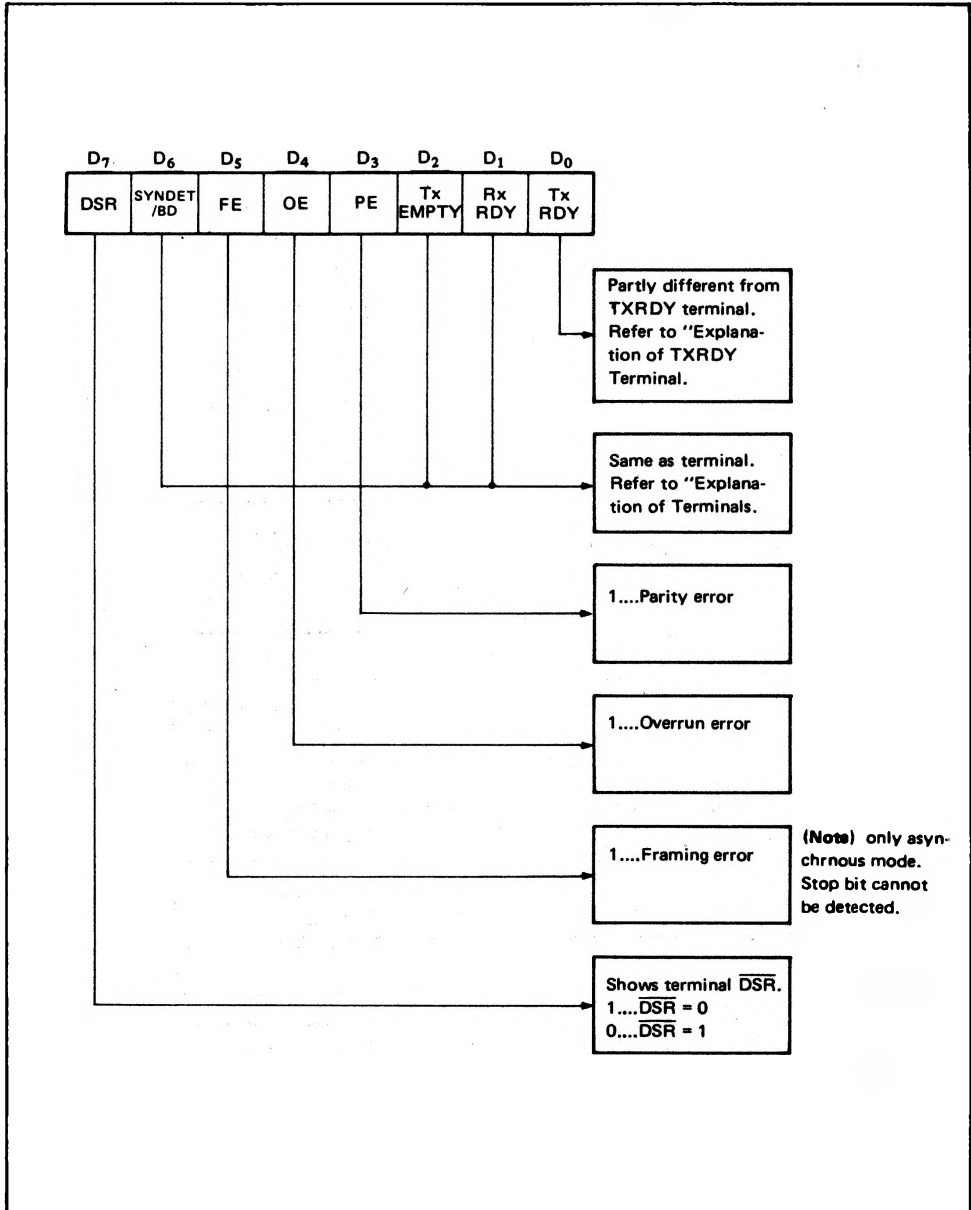 D7 D6 D5 D4 D3 D2 D1 D0
DSR SYNDET /BD FE OE PE Tx EMPTY Rx RDY Tx RDY
Partly different from
TXRDY terminal.
Refer to "Explana-
tion of TXRDY
Terminal.
Same as terminal.
Refer to "Explana-
tion of Terminals.
1....Parity error
1....Overrun error
1....Framing error
(Note) only asyn-
chrnous mode.
Stop bit cannot
be detected.
Shows terminal D̅S̅R̅.
1....D̅S̅R̅ = 0
0....D̅S̅R̅ = 1